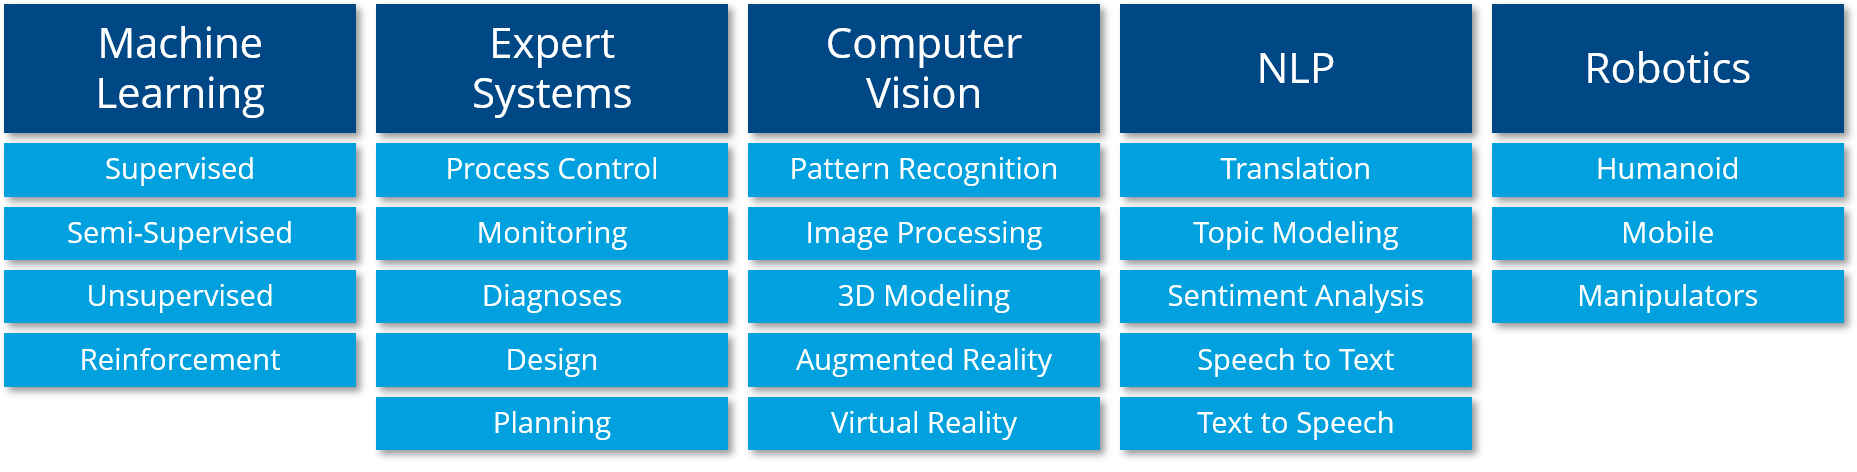 Machine
Learning
Supervised
Semi-Supervised
Unsupervised
Reinforcement
Expert
Systems
Process Control
Monitoring
Diagnoses
Design
Planning
Computer
Vision
Pattern Recognition
Image Processing
3D Modeling
Augmented Reality
Virtual Reality
NLP
Translation
Topic Modeling
Sentiment Analysis
Speech to Text
Text to Speech
Robotics
Humanoid
Mobile
Manipulators